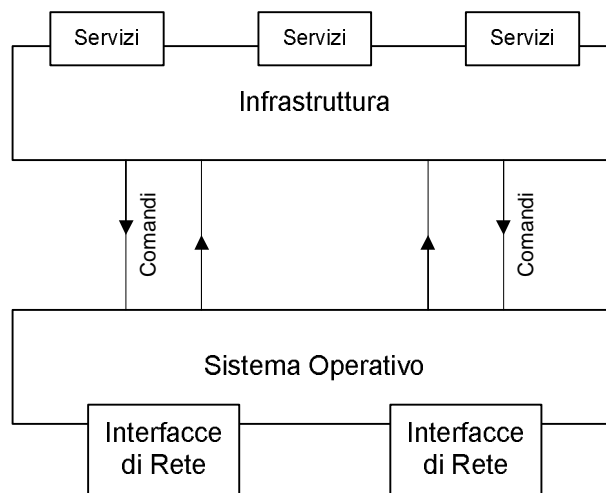 Servizi
Servizi
Servizi
Infrastruttura
Comandi
Comandi
Sistema Operativo
Interfacce
di Rete
Interfacce
di Rete